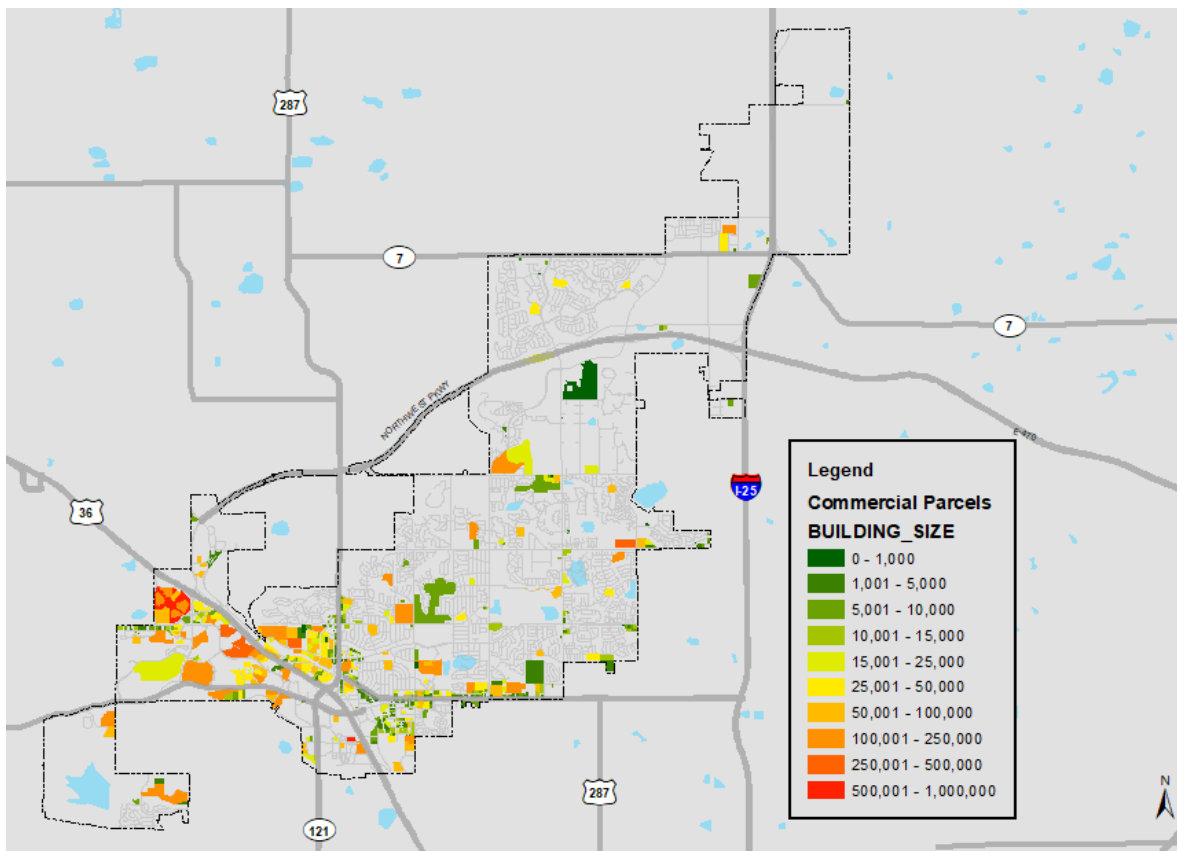 287
7
7
NORTHWEST PKWY
E-470
36
I-25
Legend
Commercial Parcels
BUILDING_SIZE
0 - 1,000
1,001 - 5,000
5,001 - 10,000
10,001 - 15,000
15,001 - 25,000
25,001 - 50,000
50,001 - 100,000
100,001 - 250,000
250,001 - 500,000
500,001 - 1,000,000
N
287
121